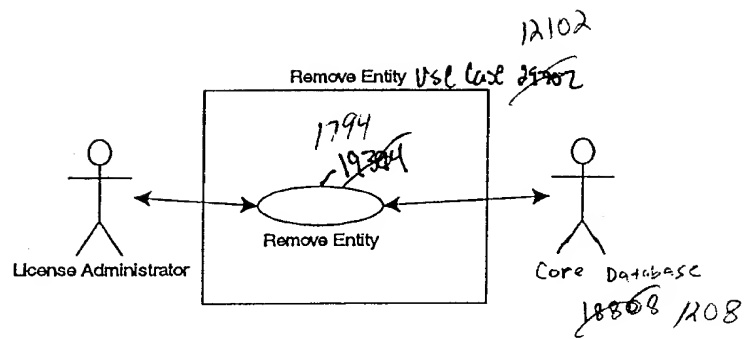 12102
Remove Entity Use Case
1794
Remove Entity
License Administrator
Core Database
1208